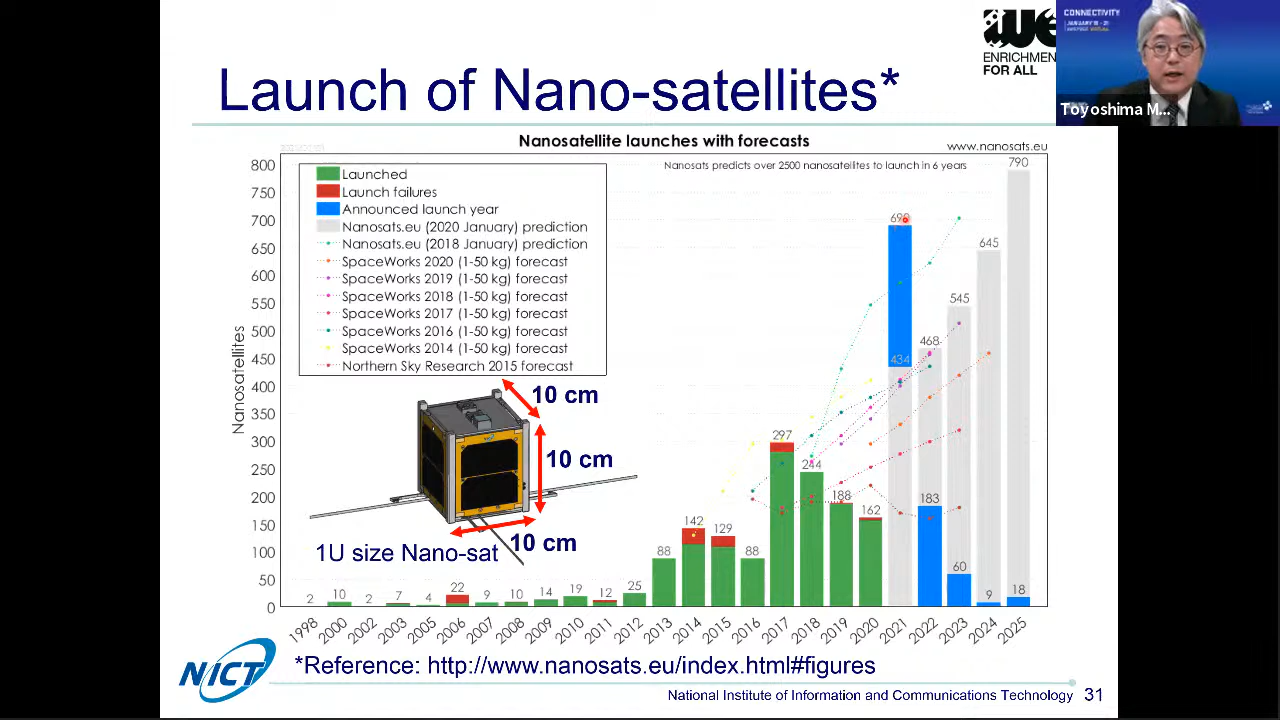 ENRICHMEN
FOR ALL
CONNECTIVITY
Toyoshima M...
Launch of Nano-satellites*
Nanosatellite launches with forecasts
www.nanosats.eu
Nanosats predicts over 2500 nanosatellites to launch in 6 years
Launched
Launch failures
Announced launch year
Nanosats.eu (2020 January) prediction
Nanosats.eu (2018 January) prediction
SpaceWorks 2020 (1-50 kg) forecast
SpaceWorks 2019 (1-50 kg) forecast
SpaceWorks 2018 (1-50 kg) forecast
SpaceWorks 2017 (1-50 kg) forecast
SpaceWorks 2016 (1-50 kg) forecast
SpaceWorks 2014 (1-50 kg) forecast
Northern Sky Research 2015 forecast
Nanosatellites
800
750
700
650
600
550
500
450
400
350
300
250
200
150
100
50
0
2 10 2 7 4 22 9 10 14 19 12 25 88 142 129 88 297 244 188 162 434 468 545 645 790
183 60 9 18
10 cm
10 cm
10 cm
NICT
1U size Nano-sat
1998 2000 2002 2003 2005 2006 2007 2008 2009 2010 2011 2012 2013 2014 2015 2016 2017 2018 2019 2020 2021 2022 2023 2024 2025
NICT
*Reference: http://www.nanosats.eu/index.html#figures
National Institute of Information and Communications Technology 31